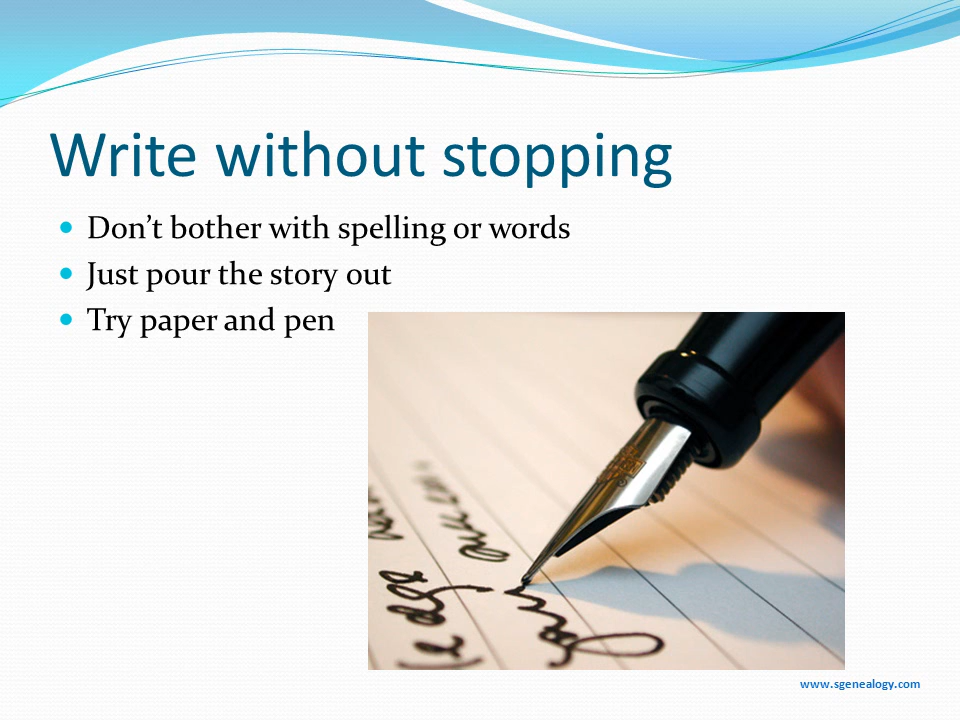 Write without stopping
Don't bother with spelling or words
Just pour the story out
Try paper and pen
www.sgenealogy.com